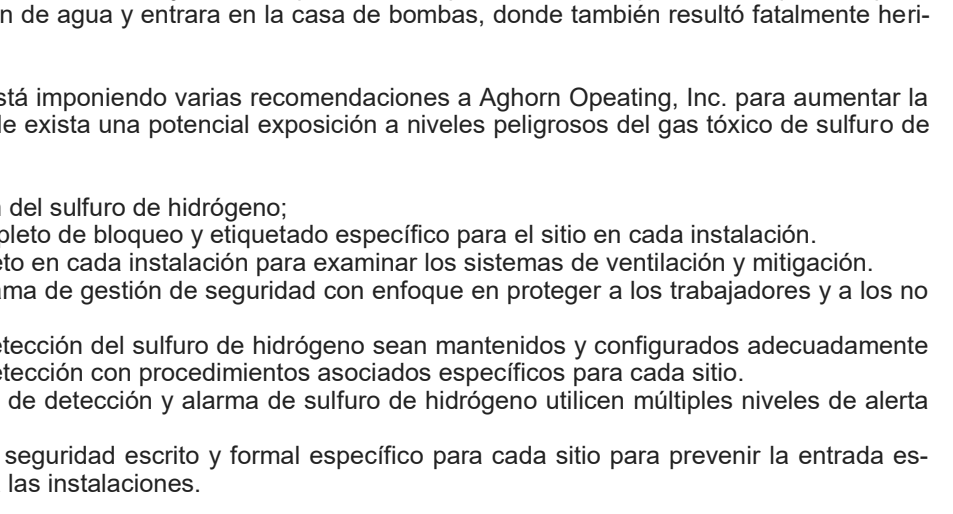 n de agua y entrara en la casa de bombas, donde también resultó fatalmente heri-
stá imponiendo varias recomendaciones a Aghorn Opeating, Inc. para aumentar la
de exista una potencial exposición a niveles peligrosos del gas tóxico de sulfuro de
del sulfuro de hidrógeno;
pleto de bloqueo y etiquetado específico para el sitio en cada instalación.
eto en cada instalación para examinar los sistemas de ventilación y mitigación.
ama de gestión de seguridad con enfoque en proteger a los trabajadores y a los no
etección del sulfuro de hidrógeno sean mantenidos y configurados adecuadamente
etección con procedimientos asociados específicos para cada sitio.
de detección y alarma de sulfuro de hidrógeno utilicen múltiples niveles de alerta
seguridad escrito y formal específico para cada sitio para prevenir la entrada es-
las instalaciones.